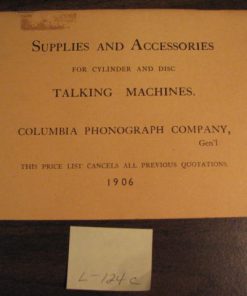 SUPPLIES AND ACCESSORIES
FOR CYLINDER AND DISC
TALKING MACHINES.
COLUMBIA PHONOGRAPH COMPANY,
Gen'l
THIS PRICE LIST CANCELS ALL PREVIOUS QUOTATIONS.
1906
L-124c